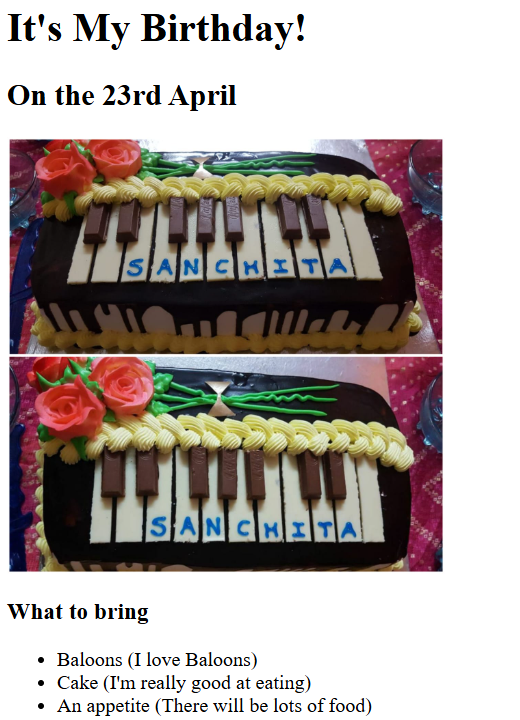 It's My Birthday!
On the 23rd April
SANCHITA
SANCHITA
What to bring
Baloons (I love Baloons)
Cake (I'm really good at eating)
An appetite (There will be lots of food)